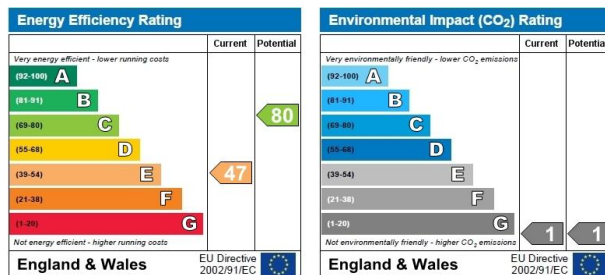 Energy Efficiency Rating
Current Potential
Very energy efficient - lower running costs
(92-100) A
(81-91) B
(69-80) C
(55-68) D
(39-54) E
(21-38) F
(1-20) G
80
47
Not energy efficient - higher running costs
England & Wales
EU Directive
2002/91/EC
Environmental Impact (CO₂) Rating
Current Potential
Very environmentally friendly - lower CO₂ emissions
(92-100) A
(81-91) B
(69-80) C
(55-68) D
(39-54) E
(21-38) F
(1-20) G
1 1
Not environmentally friendly - higher CO₂ emissions
England & Wales
EU Directive
2002/91/EC